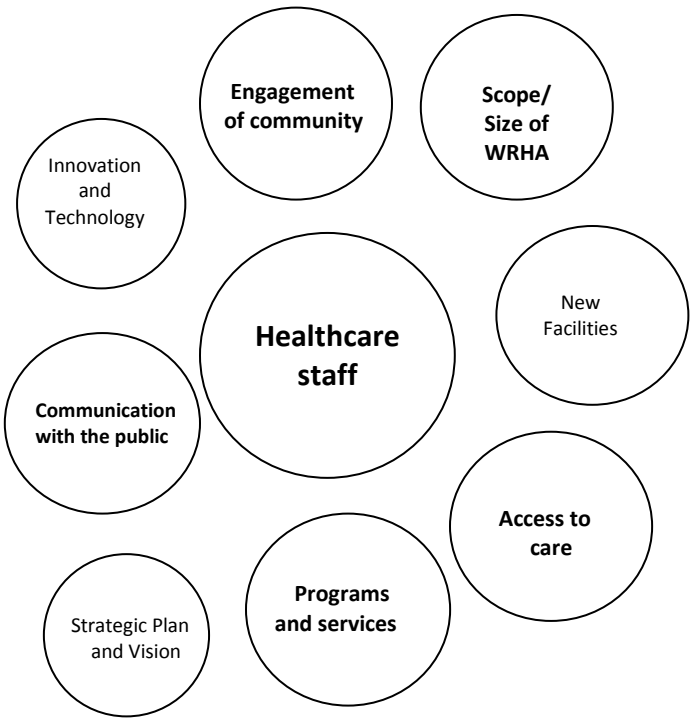 Engagement
of community
Scope/
Size of
WRHA
Innovation
and
Technology
Healthcare
staff
New
Facilities
Communication
with the public
Access to
care
Programs
and services
Strategic Plan
and Vision